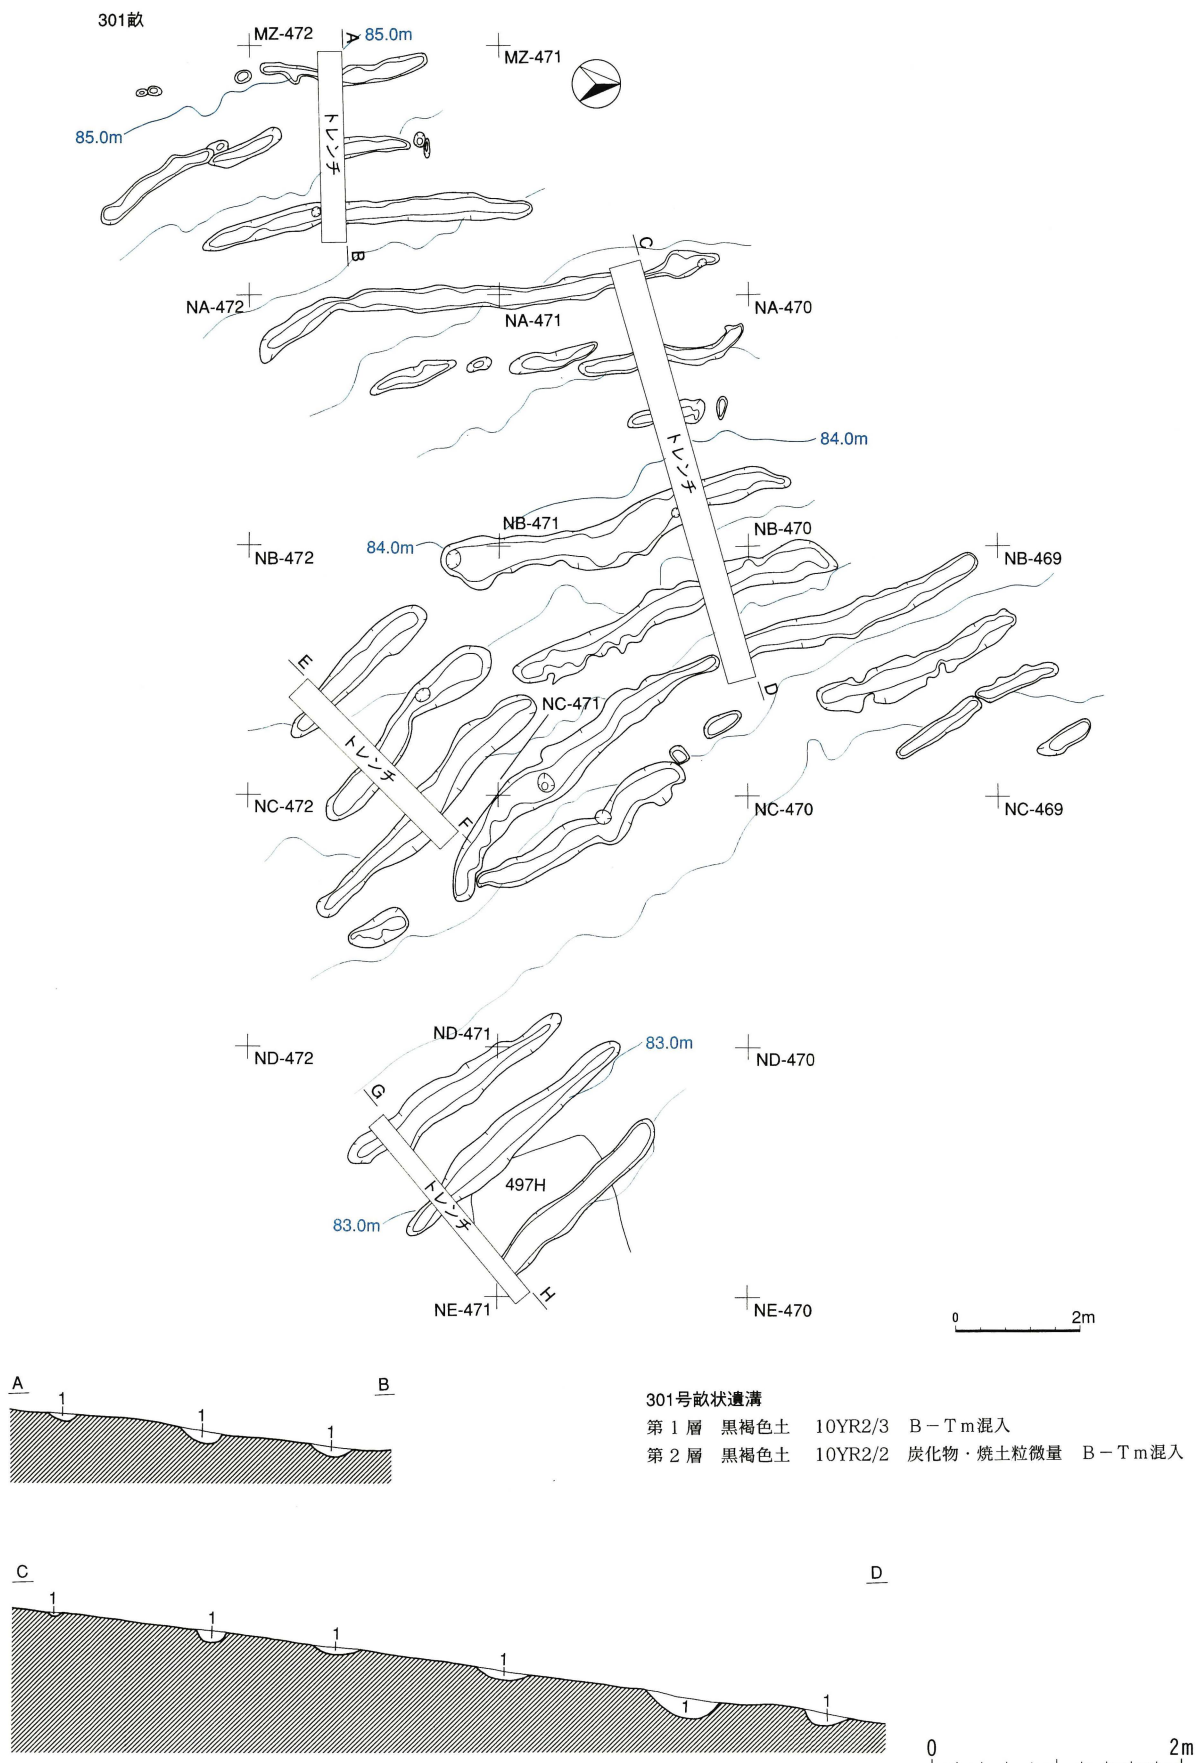 301畝
MZ-472
A
85.0m
MZ-471
85.0m
トレンチ
B
C
NA-472
NA-471
NA-470
トレンチ
84.0m
NB-472
84.0m
NB-471
NB-470
NB-469
E
トレンチ
F
NC-471
D
NC-472
NC-470
NC-469
ND-472
ND-471
83.0m
ND-470
G
トレンチ
497H
83.0m
H
NE-471
NE-470
0 2m
A B
1 1 1
301号畝状遺溝
第1層 黒褐色土 10YR2/3 B-Tm混入
第2層 黒褐色土 10YR2/2 炭化物・焼土粒微量 B-Tm混入
C D
1 1 1 1 1 1
0 2m